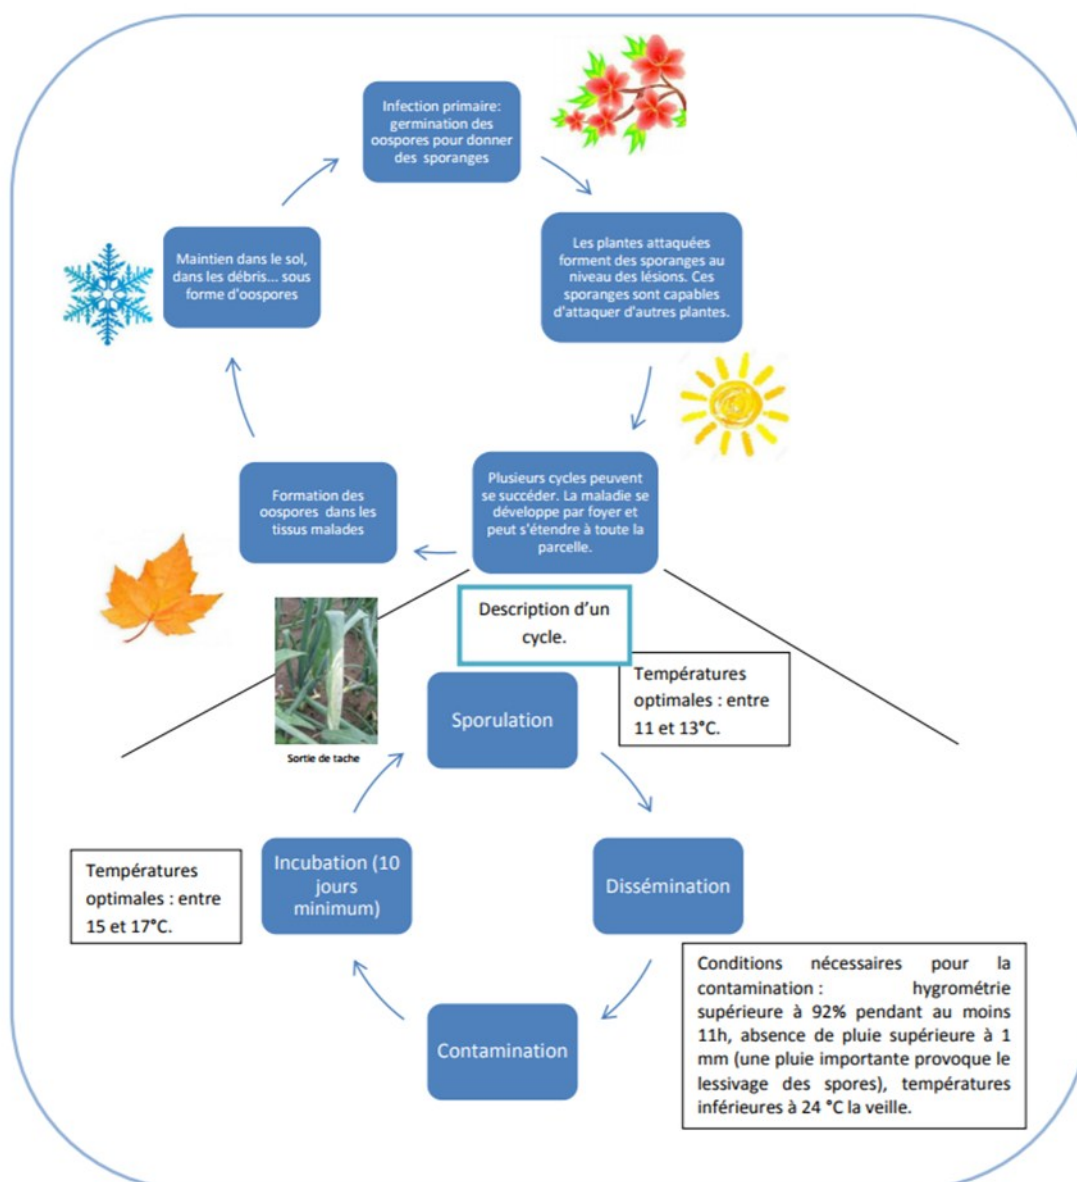 Infection primaire:
germination des
oospores pour donner
des sporanges
Maintien dans le sol,
dans les débris... sous
forme d'oospores
Les plantes attaquées
forment des sporanges au
niveau des lésions. Ces
sporanges sont capables
d'attaquer d'autres plantes.
Formation des
oospores dans les
tissus malades
Plusieurs cycles peuvent
se succéder. La maladie se
développe par foyer et
peut s'étendre à toute la
parcelle.
Description d'un
cycle.
Sortie de tache
Sporulation
Températures
optimales : entre
11 et 13°C.
Températures
optimales : entre
15 et 17°C.
Incubation (10
jours
minimum)
Dissémination
Contamination
Conditions nécessaires pour la
contamination : hygrométrie
supérieure à 92% pendant au moins
11h, absence de pluie supérieure à 1
mm (une pluie importante provoque le
lessivage des spores), températures
inférieures à 24 °C la veille.